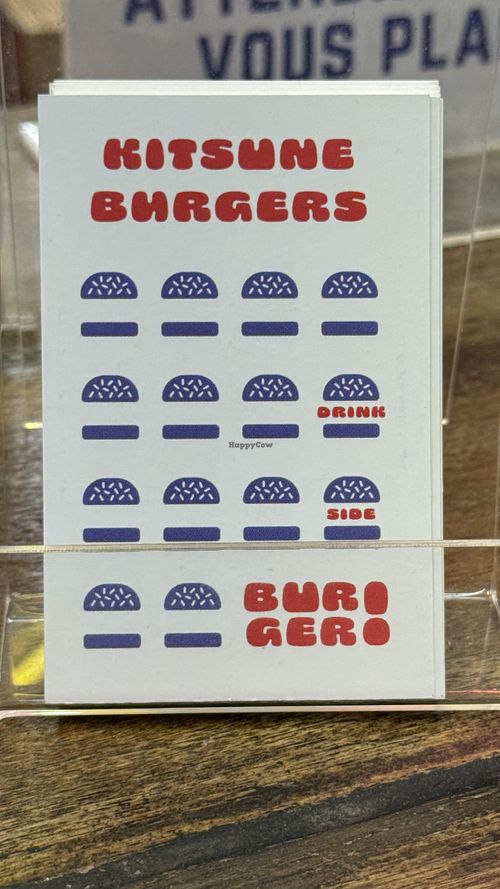 VOUS PLA
KITSUNE
BURGERS
DRINK
HappyCow
SIDE
BUR
GER!